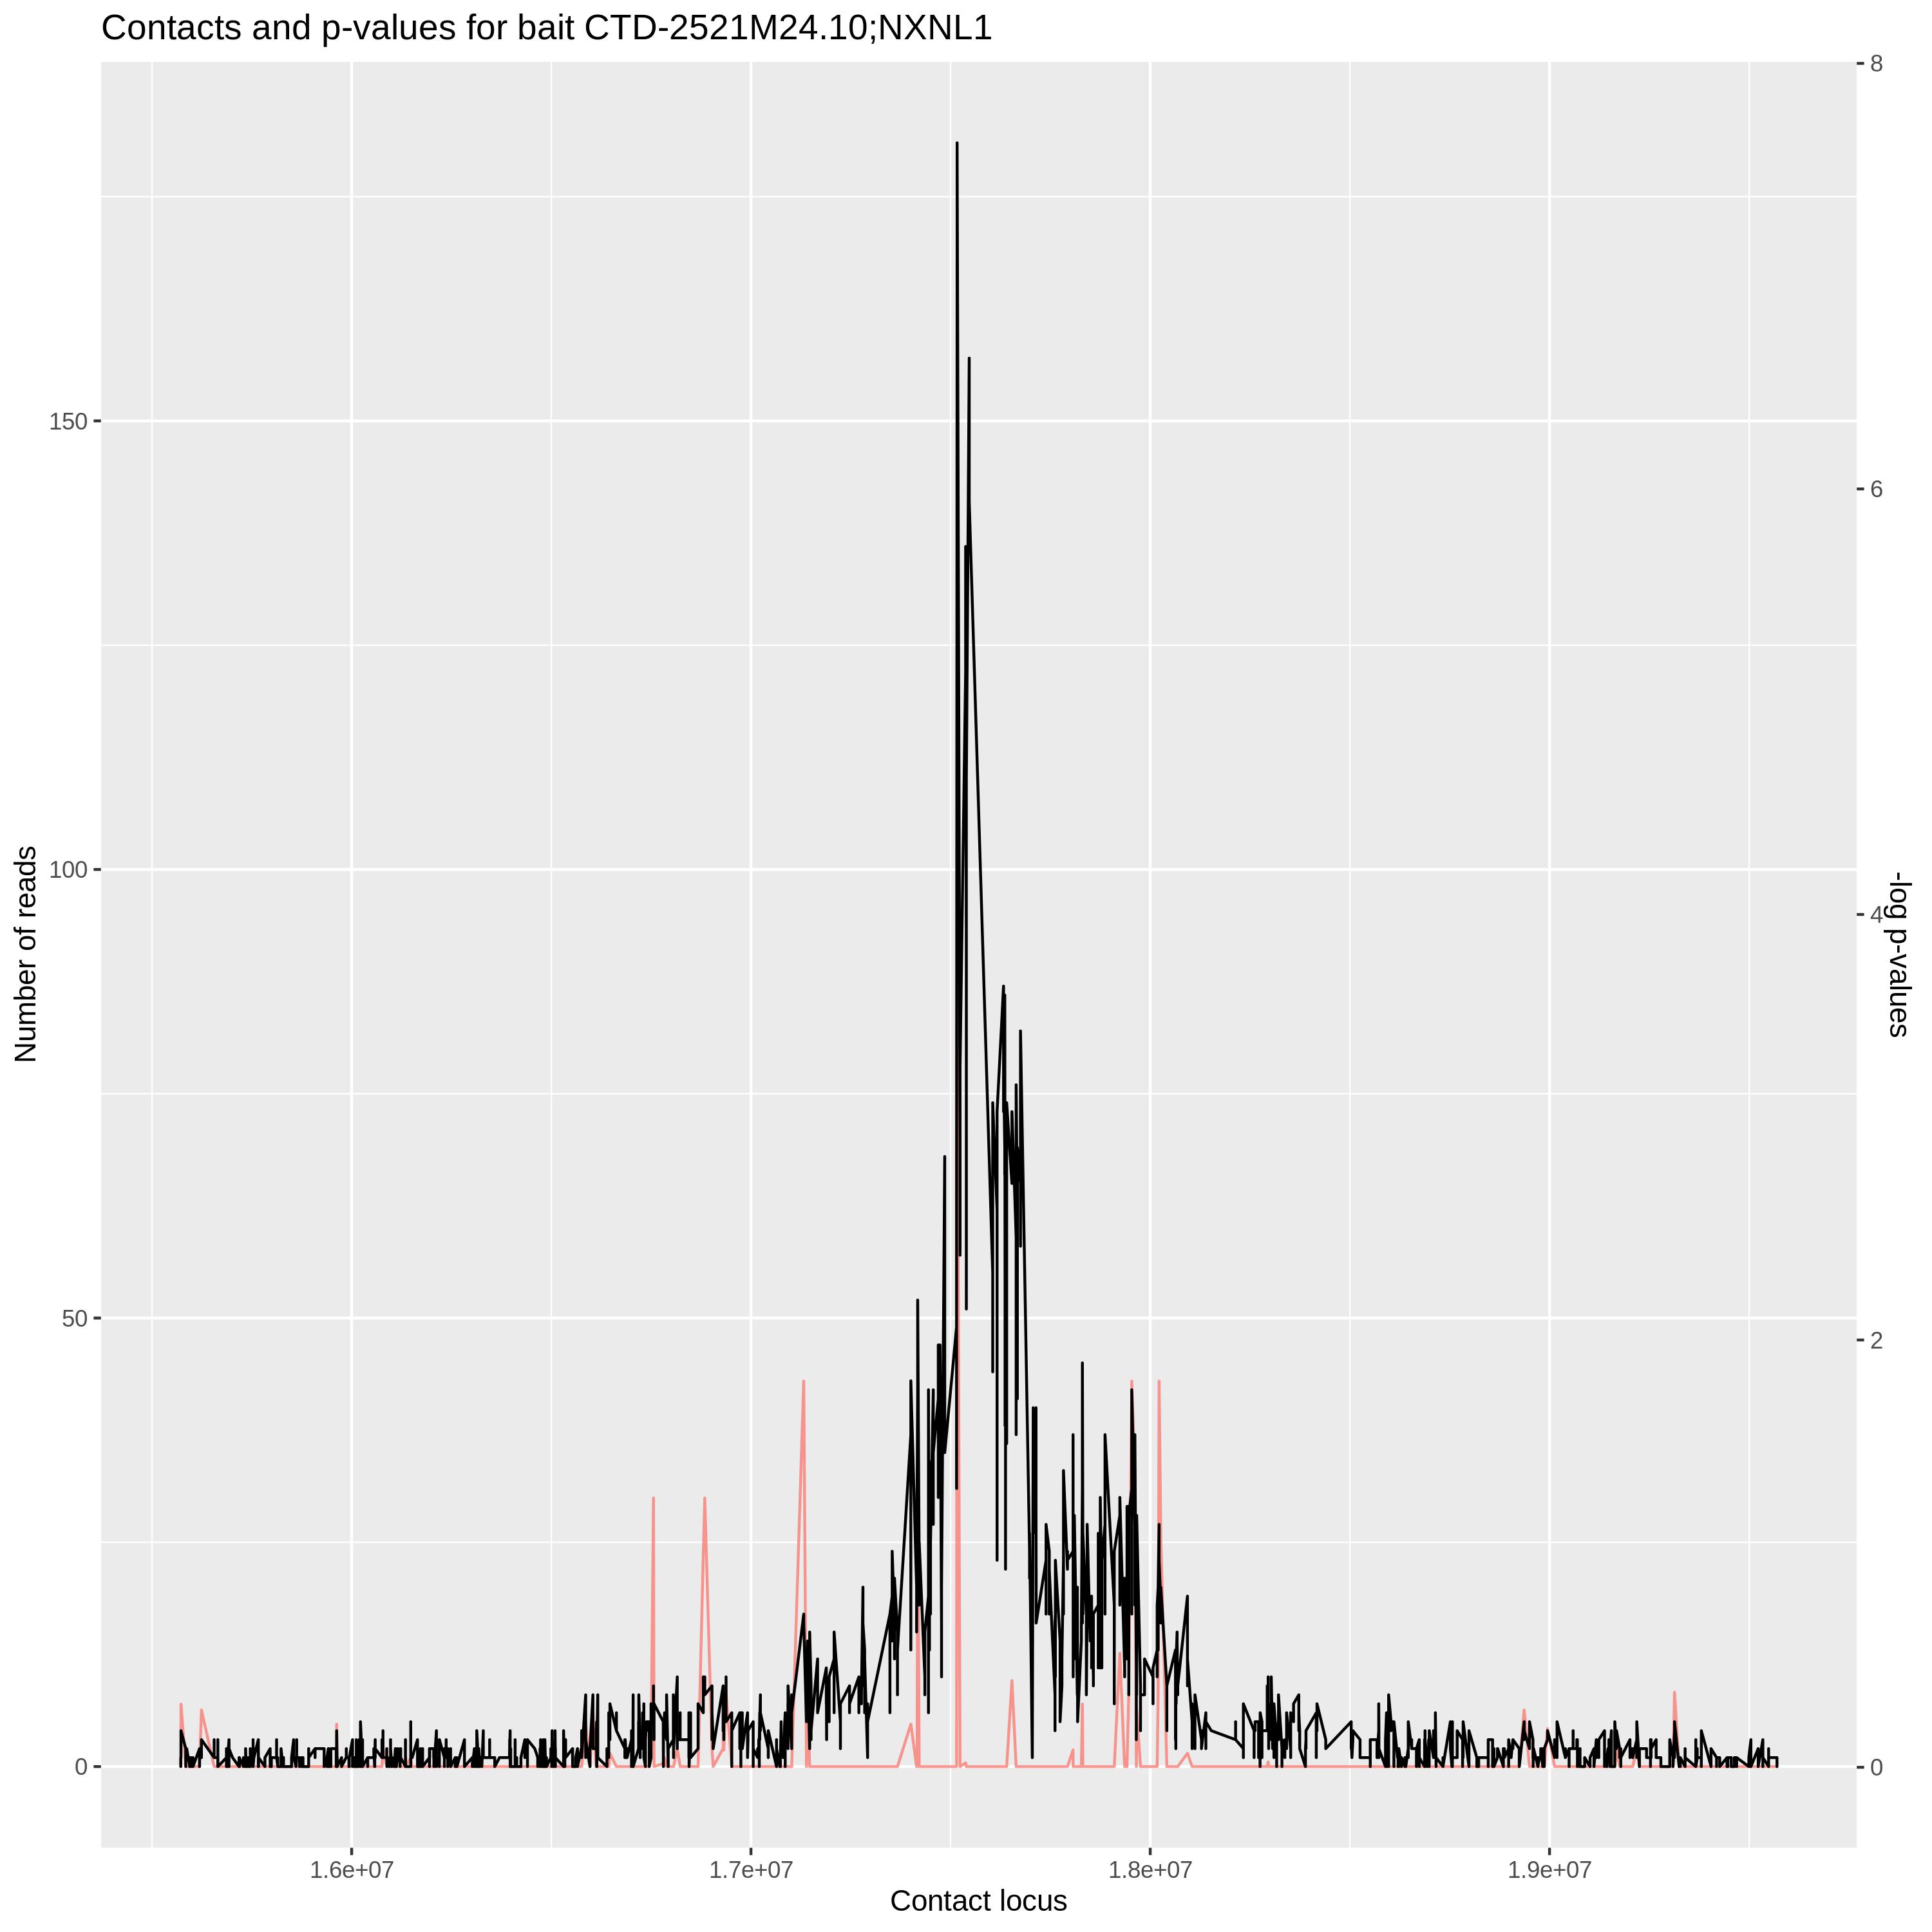 Contacts and p-values for bait CTD-2521M24.10;NXNL1
8
150
6
100
4
Number of reads
-log p-values
50
2
0
0
1.6e+07
1.7e+07
1.8e+07
1.9e+07
Contact locus